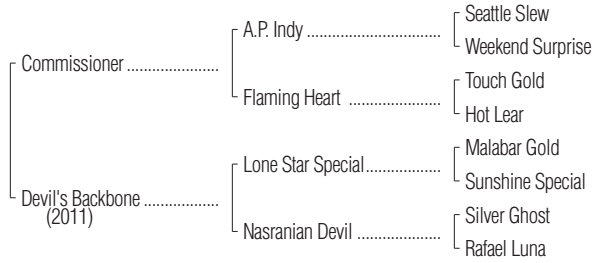 Seattle Slew
A.P. Indy ........................
Weekend Surprise
Commissioner .....................
Touch Gold
Flaming Heart .....................
Hot Lear
Malabar Gold
Lone Star Special.................
Sunshine Special
Devil's Backbone .................
(2011)
Silver Ghost
Nasranian Devil ...................
Rafael Luna